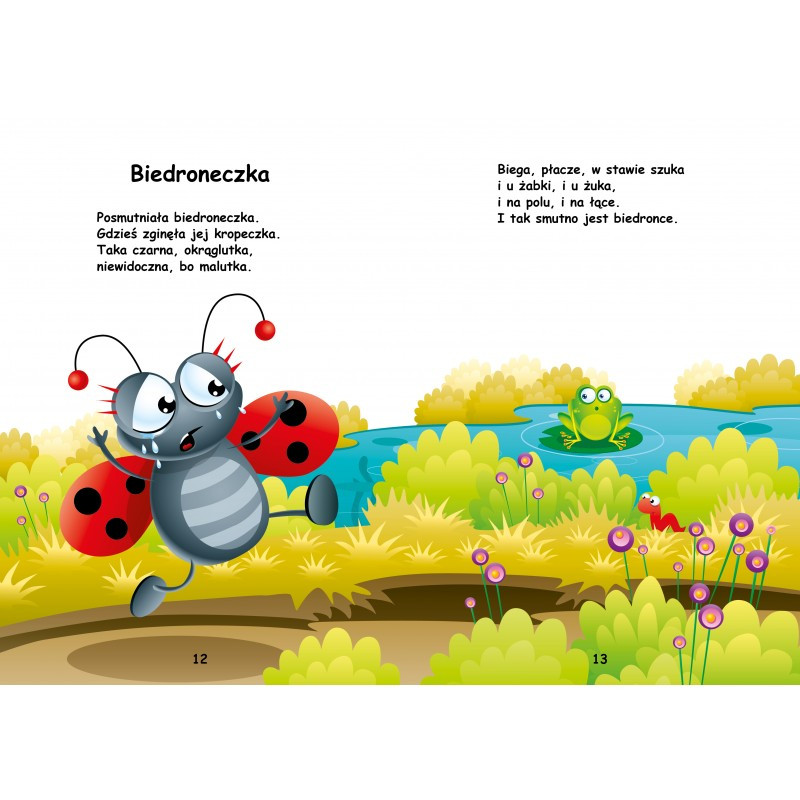 Biedroneczka
Posmutniała biedroneczka.
Gdzieś zginęła jej kropeczka.
Taka czarna, okrąglutka,
niewidoczna, bo malutka.
Biega, płacze, w stawie szuka
i u żabki, i u żuka,
i na polu, i na łące.
I tak smutno jest biedronce.
12
13